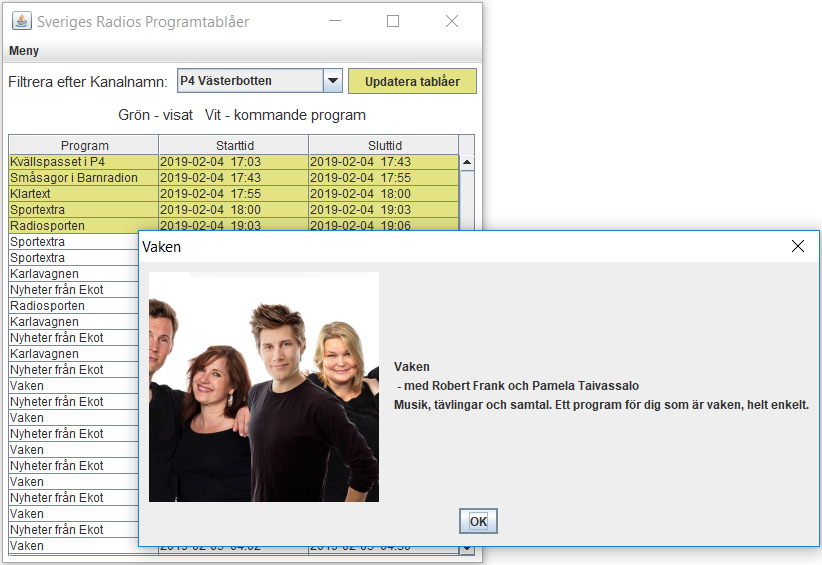 Sveriges Radios Programtablåer
Meny
Filtrera efter Kanalnamn: P4 Västerbotten Updatera tablåer
Grön - visat Vit - kommande program
Program Starttid Sluttid
Kvällspasset i P4 2019-02-04 17:03 2019-02-04 17:43
Småsagor i Barnradion 2019-02-04 17:43 2019-02-04 17:55
Klartext 2019-02-04 17:55 2019-02-04 18:00
Sportextra 2019-02-04 18:00 2019-02-04 19:03
Radiosporten 2019-02-04 19:03 2019-02-04 19:06
Sportextra
Sportextra
Karlavagnen
Nyheter från Ekot
Radiosporten
Karlavagnen
Nyheter från Ekot
Karlavagnen
Nyheter från Ekot
Vaken
Nyheter från Ekot
Vaken
Nyheter från Ekot
Vaken
Nyheter från Ekot
Vaken
Nyheter från Ekot
Vaken
Nyheter från Ekot
Vaken
Vaken
Vaken
- med Robert Frank och Pamela Taivassalo
Musik, tävlingar och samtal. Ett program för dig som är vaken, helt enkelt.
OK